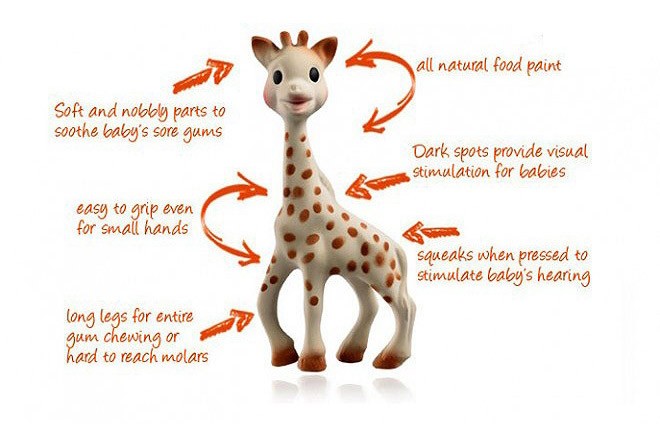 all natural food paint
Soft and nobbly parts to
soothe baby's sore gums
Dark spots provide visual
stimulation for babies
easy to grip even
for small hands
squeaks when pressed to
stimulate baby's hearing
long legs for entire
gum chewing or
hard to reach molars